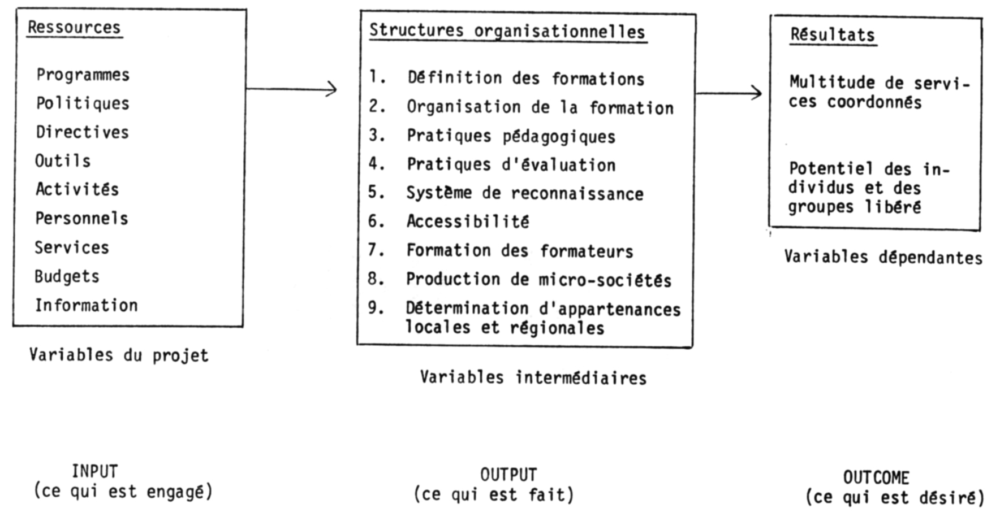 Ressources
Programmes
Politiques
Directives
Outils
Activités
Personnels
Services
Budgets
Information
Variables du projet
INPUT
(ce qui est engagé)
Structures organisationnelles
1. Définition des formations
2. Organisation de la formation
3. Pratiques pédagogiques
4. Pratiques d'évaluation
5. Système de reconnaissance
6. Accessibilité
7. Formation des formateurs
8. Production de micro-sociétés
9. Détermination d'appartenances
locales et régionales
Variables intermédiaires
OUTPUT
(ce qui est fait)
Résultats
Multitude de servi-
ces coordonnés
Potentiel des in-
dividus et des
groupes libéré
Variables dépendantes
OUTCOME
(ce qui est désiré)